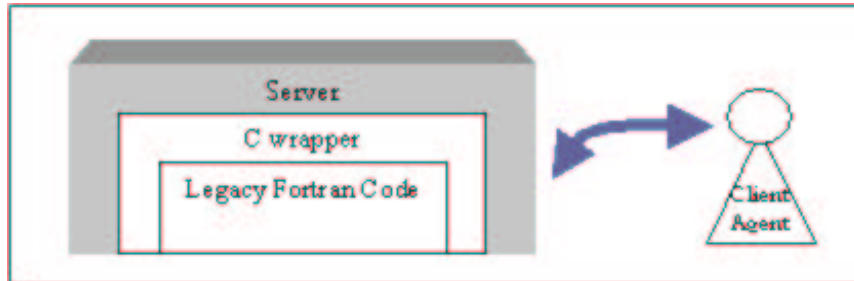 Server
C wrapper
Legacy Fortran Code
Client
Agent